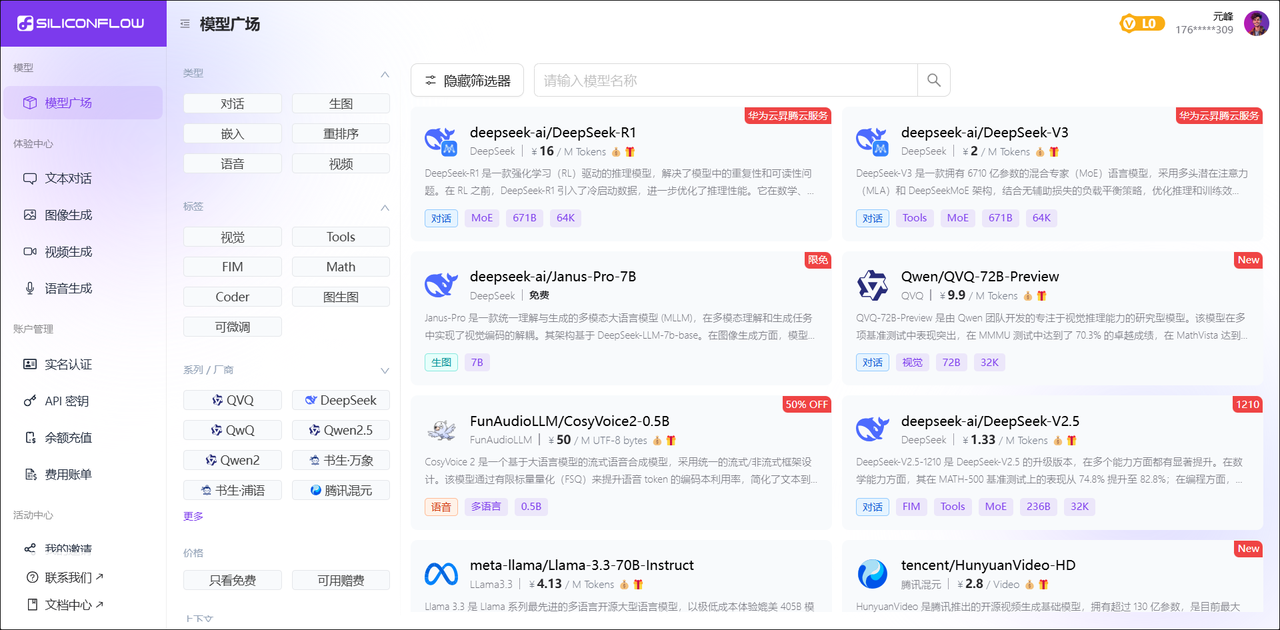 SILICONFLOW
模型
模型广场
体验中心
文本对话
图像生成
视频生成
语音生成
账户管理
实名认证
API 密钥
余额充值
费用账单
活动中心
我的邀请
联系我们
文档中心
模型广场
L0
元峰
176*****309
类型
对话 生图
嵌入 重排序
语音 视频
标签
视觉 Tools
FIM Math
Coder 图生图
可微调
系列 / 厂商
QVQ DeepSeek
QwQ Qwen2.5
Qwen2 书生·万象
书生·浦语 腾讯混元
更多
价格
只看免费 可用赠费
上下文
隐藏筛选器
请输入模型名称
华为云昇腾云服务
deepseek-ai/DeepSeek-R1
DeepSeek ￥16 / M Tokens
DeepSeek-R1 是一款强化学习（RL）驱动的推理模型，解决了模型中的重复性和可读性问
题。在 RL 之前，DeepSeek-R1 引入了冷启动数据，进一步优化了推理性能。它在数学、...
对话 MoE 671B 64K
华为云昇腾云服务
deepseek-ai/DeepSeek-V3
DeepSeek ￥2 / M Tokens
DeepSeek-V3 是一款拥有 6710 亿参数的混合专家（MoE）语言模型，采用多头潜在注意力
（MLA）和 DeepSeekMoE 架构，结合无辅助损失的负载平衡策略，优化推理和训练效...
对话 Tools MoE 671B 64K
限免
deepseek-ai/Janus-Pro-7B
DeepSeek 免费
Janus-Pro 是一款统一理解与生成的多模态大语言模型 (MLLM)，在多模态理解和生成任务
中实现了视觉编码的解耦。其架构基于 DeepSeek-LLM-7b-base。在图像生成方面，模型...
生图 7B
New
Qwen/QVQ-72B-Preview
QVQ ￥9.9 / M Tokens
QVQ-72B-Preview 是由 Qwen 团队开发的专注于视觉推理能力的研究型模型。该模型在多
项基准测试中表现突出，在 MMMU 测试中达到了 70.3% 的卓越成绩，在 MathVista 达到...
对话 视觉 72B 32K
50% OFF
FunAudioLLM/CosyVoice2-0.5B
FunAudioLLM ￥50 / M UTF-8 bytes
CosyVoice 2 是一个基于大语言模型的流式语音合成模型，采用统一的流式/非流式框架设
计。该模型通过有限标量量化（FSQ）来提升语音 token 的编码本利用率，简化了文本到...
语音 多语言 0.5B
1210
deepseek-ai/DeepSeek-V2.5
DeepSeek ￥1.33 / M Tokens
DeepSeek-V2.5-1210 是 DeepSeek-V2.5 的升级版本，在多个能力方面都有显著提升。在数
学能力方面，其在 MATH-500 基准测试上的表现从 74.8% 提升至 82.8%；在编程方面，...
对话 FIM Tools MoE 236B 32K
meta-llama/Llama-3.3-70B-Instruct
LLama3.3 ￥4.13 / M Tokens
Llama 3.3 是 Llama 系列最先进的多语言开源大型语言模型，以极低成本体验媲美 405B 模
New
tencent/HunyuanVideo-HD
腾讯混元 ￥2.8 / Video
HunyuanVideo 是腾讯推出的开源视频生成基础模型，拥有超过 130 亿参数，是目前最大